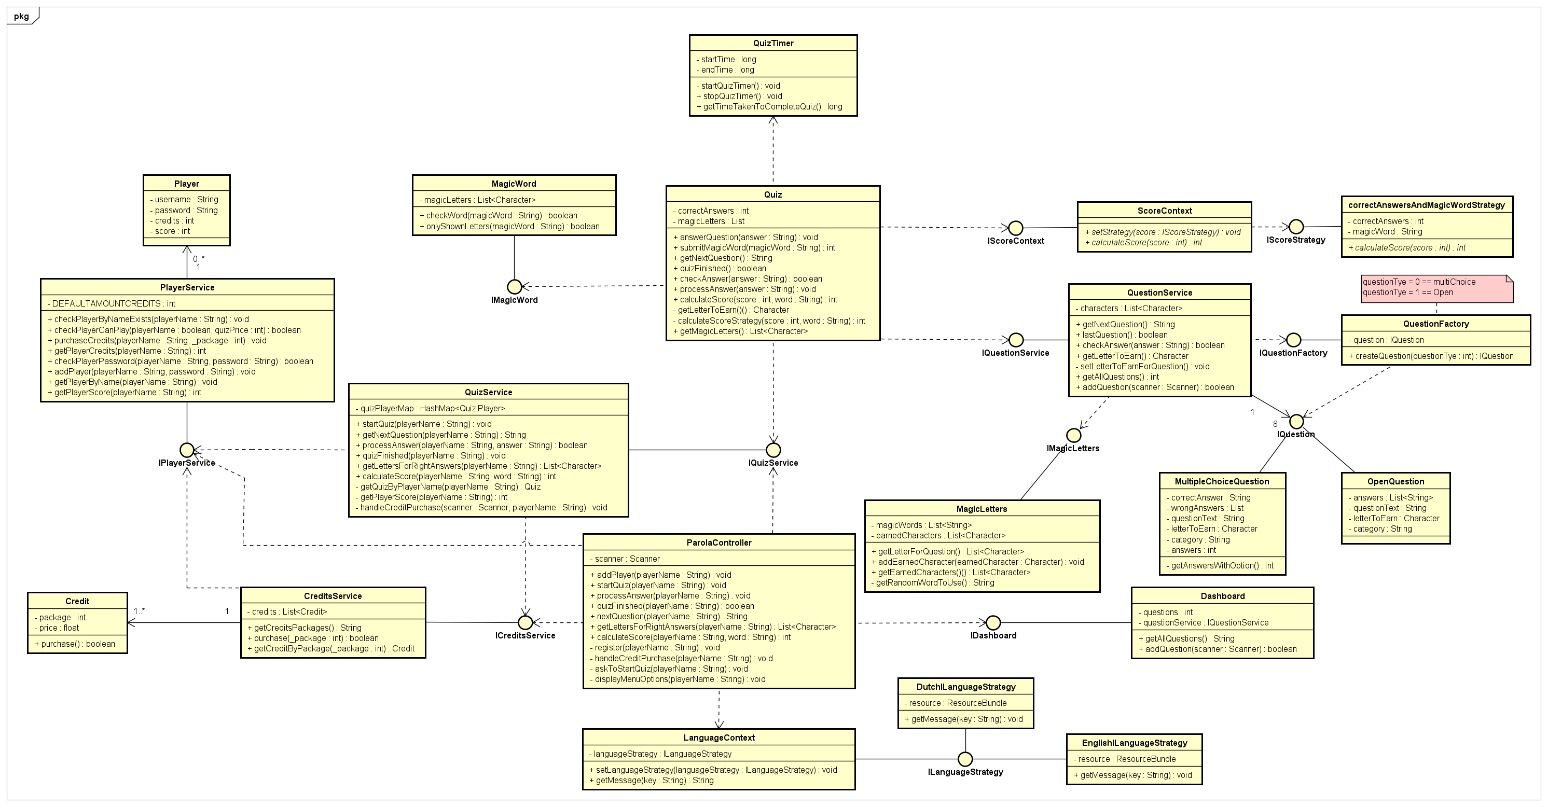 pkg
QuizTimer
- startTime : long
- endTime : long
- startQuizTimer() : void
+ stopQuizTimer() : void
+ getTimeTakenToCompleteQuiz() : long
Player
- username : String
- password : String
- credits : int
- score : int
0..*
1
MagicWord
- magicLetters : List<Character>
+ checkWord(magicWord : String) : boolean
+ onlyShownLetters(magicWord : String) : boolean
IMagicWord
Quiz
- correctAnswers : int
- magicLetters : List
+ answerQuestion(answer : String) : void
+ submitMagicWord(magicWord : String) : int
+ getNextQuestion() : String
+ quizFinished() : boolean
+ checkAnswer(answer : String) : boolean
+ processAnswer(answer : String) : void
+ calculateScore(score : int, word : String) : int
- getLetterToEarn()() : Character
- calculateScoreStrategy(score : int, word : String) : int
+ getMagicLetters() : List<Character>
IScoreContext
ScoreContext
+ setStrategy(score : IScoreStrategy) : void
+ calculateScore(score : int) : int
IScoreStrategy
correctAnswersAndMagicWordStrategy
- correctAnswers : int
- magicWord : String
+ calculateScore(score : int) : int
questionTye = 0 == multiChoice
questionTye = 1 == Open
PlayerService
- DEFAULTAMOUNTCREDITS : int
+ checkPlayerByNameExists(playerName : String) : void
+ checkPlayerCanPlay(playerName : boolean, quizPrice : int) : boolean
+ purchaseCredits(playerName : String, _package : int) : void
+ getPlayerCredits(playerName : String) : int
+ checkPlayerPassword(playerName : String, password : String) : boolean
+ addPlayer(playerName : String, password : String) : void
+ getPlayerByName(playerName : String) : void
+ getPlayerScore(playerName : String) : int
IPlayerService
IQuestionService
QuestionService
- characters : List<Character>
+ getNextQuestion() : String
+ lastQuestion() : boolean
+ checkAnswer(answer : String) : boolean
+ getLetterToEarn() : Character
- setLetterToEarnForQuestion() : void
+ getAllQuestions() : int
+ addQuestion(scanner : Scanner) : boolean
IQuestionFactory
QuestionFactory
- question : IQuestion
+ createQuestion(questionTye : int) : IQuestion
1
8
IQuestion
QuizService
- quizPlayerMap : HashMap<Quiz,Player>
+ startQuiz(playerName : String) : void
+ getNextQuestion(playerName : String) : String
+ processAnswer(playerName : String, answer : String) : boolean
+ quizFinished(playerName : String) : void
+ getLettersForRightAnswers(playerName : String) : List<Character>
+ calculateScore(playerName : String, word : String) : int
- getQuizByPlayerName(playerName : String) : Quiz
- getPlayerScore(playerName : String) : int
- handleCreditPurchase(scanner : Scanner, playerName : String) : void
IQuizService
IMagicLetters
MagicLetters
- magicWords : List<String>
- earnedCharactors : List<Character>
+ getLetterForQuestion() : List<Character>
+ addEarnedCharacter(earnedCharacter : Character) : void
+ getEarnedCharacters()() : List<Character>
- getRandomWordToUse() : String
MultipleChoiceQuestion
- correctAnswer : String
- wrongAnswers : List
- questionText : String
- letterToEarn : Character
- category : String
- answers : int
- getAnswersWithOption() : int
OpenQuestion
- answers : List<String>
- questionText : String
- letterToEarn : Character
- category : String
ParolaController
- scanner : Scanner
+ addPlayer(playerName : String) : void
+ startQuiz(playerName : String) : void
+ processAnswer(playerName : String) : void
+ quizFinished(playerName : String) : boolean
+ nextQuestion(playerName : String) : String
+ getLettersForRightAnswers(playerName : String) : List<Character>
+ calculateScore(playerName : String, word : String) : int
- register(playerName : String) : void
- handleCreditPurchase(playerName : String) : void
- askToStartQuiz(playerName : String) : void
- displayMenuOptions(playerName : String) : void
Credit
- package : int
- price : float
+ purchase() : boolean
1..*
1
CreditsService
- credits : List<Credit>
+ getCreditsPackages() : String
+ purchase(_package : int) : boolean
+ getCreditByPackage(_package : int) : Credit
ICreditsService
IDashboard
Dashboard
- questions : int
- questionService : IQuestionService
+ getAllQuestions() : String
+ addQuestion(scanner : Scanner) : boolean
LanguageContext
- languageStrategy : ILanguageStrategy
+ setLanguageStrategy(languageStrategy : ILanguageStrategy) : void
+ getMessage(key : String) : String
DutchlLanguageStrategy
- resource : ResourceBundle
+ getMessage(key : String) : void
ILanguageStrategy
EnglishlLanguageStrategy
- resource : ResourceBundle
+ getMessage(key : String) : void